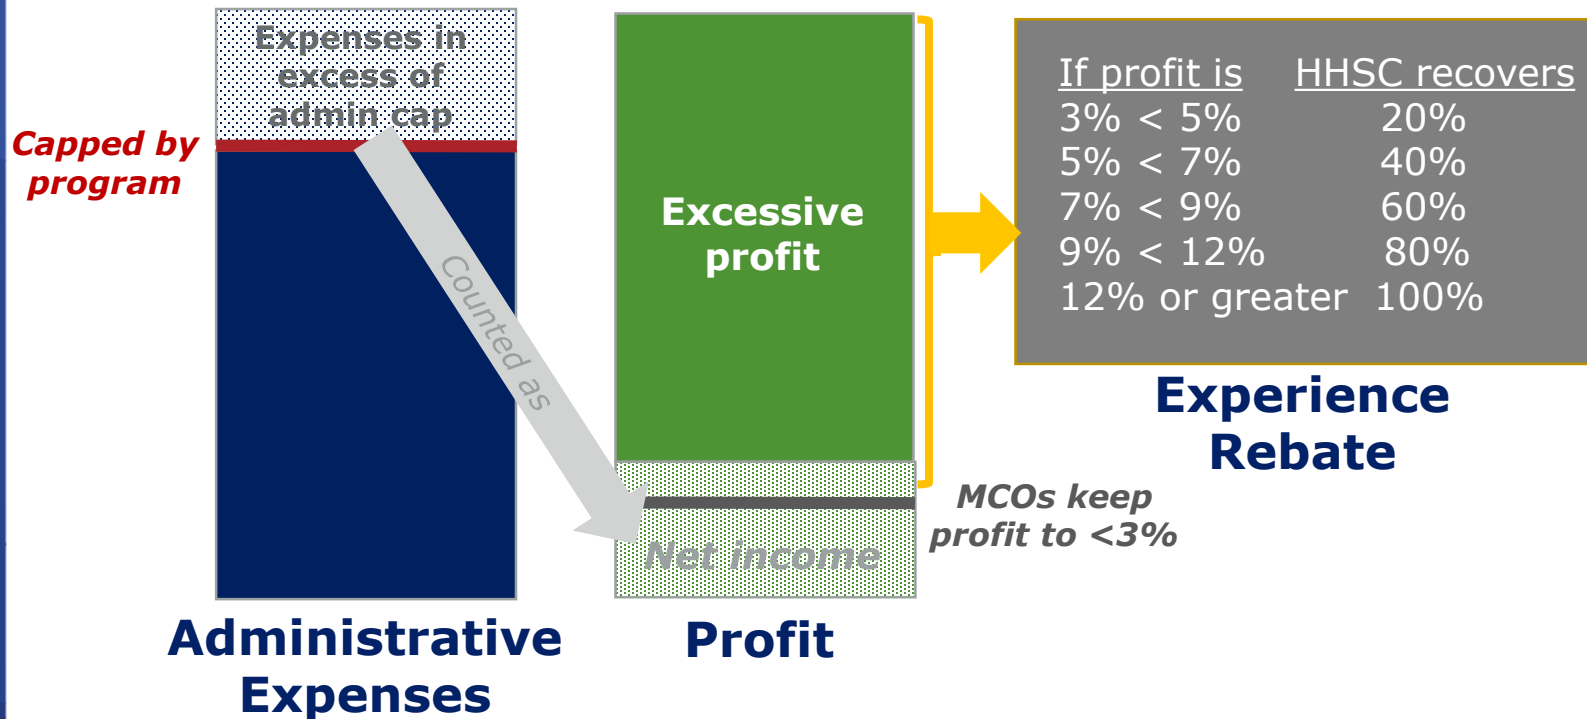 Expenses in
excess of
admin cap
Capped by
program
Counted as
Administrative
Expenses
Excessive
profit
Net income
Profit
MCOs keep
profit to <3%
If profit is HHSC recovers
3% < 5% 20%
5% < 7% 40%
7% < 9% 60%
9% < 12% 80%
12% or greater 100%
Experience
Rebate